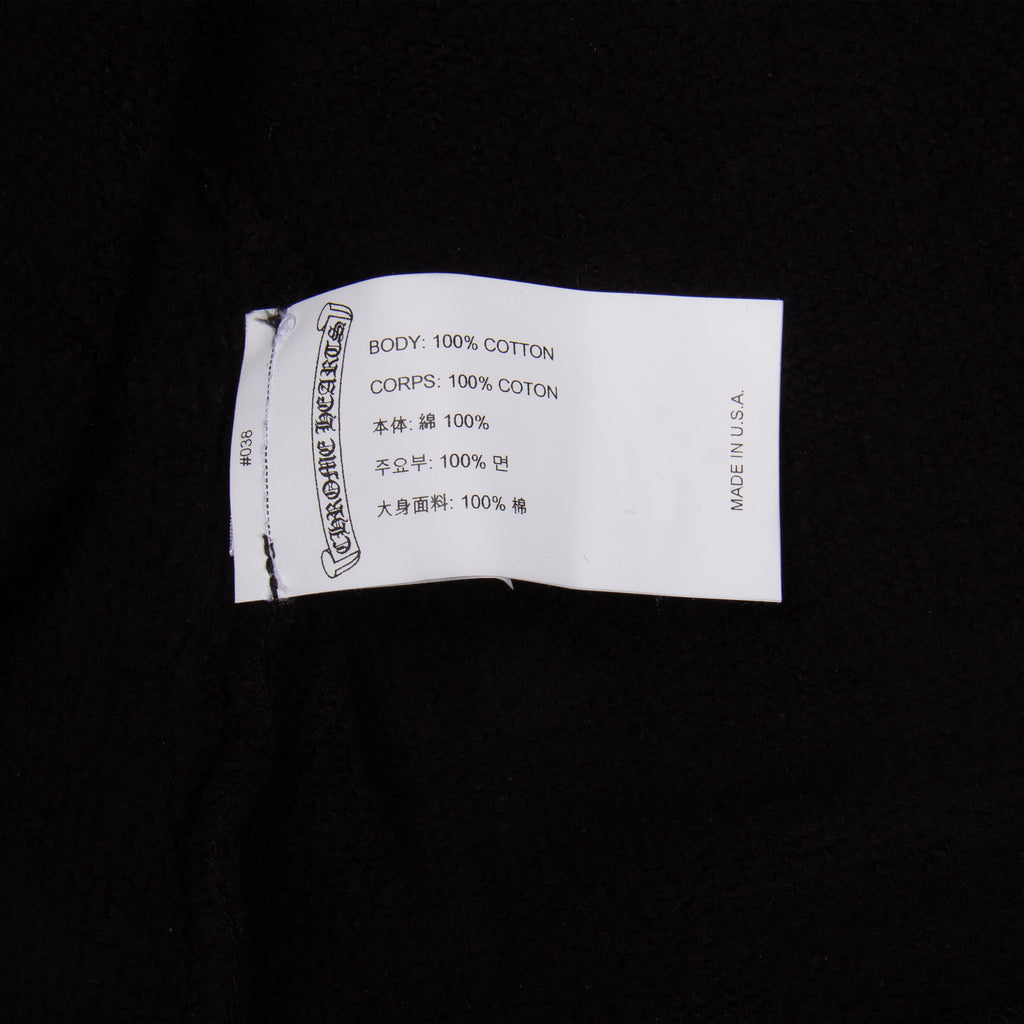 #038
CHROME HEARTS
BODY: 100% COTTON
CORPS: 100% COTON
本体: 綿 100%
주요부: 100% 면
大身面料: 100% 棉
MADE IN U.S.A.